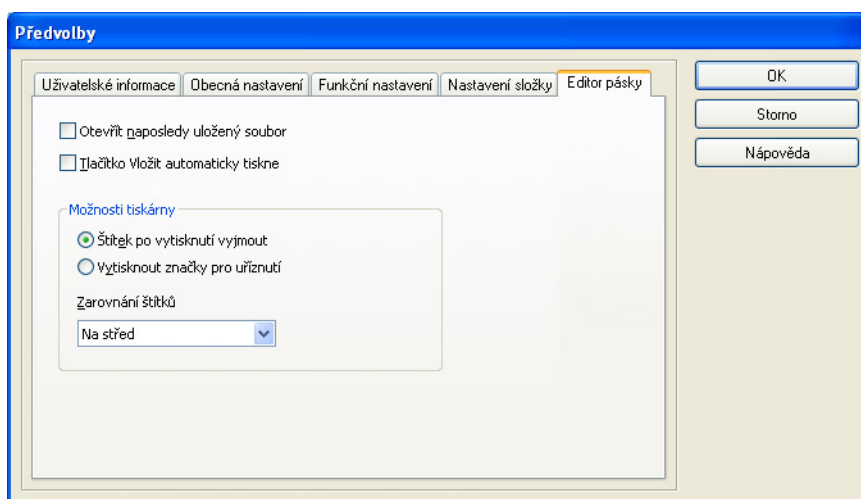 Předvolby
Uživatelské informace Obecná nastavení Funkční nastavení Nastavení složky Editor pásky
OK
Storno
Nápověda
Otevřít naposledy uložený soubor
Tlačítko Vložit automaticky tiskne
Možnosti tiskárny
Štítek po vytisknutí vyjmout
Vytisknout značky pro uříznutí
Zarovnání štítků
Na střed